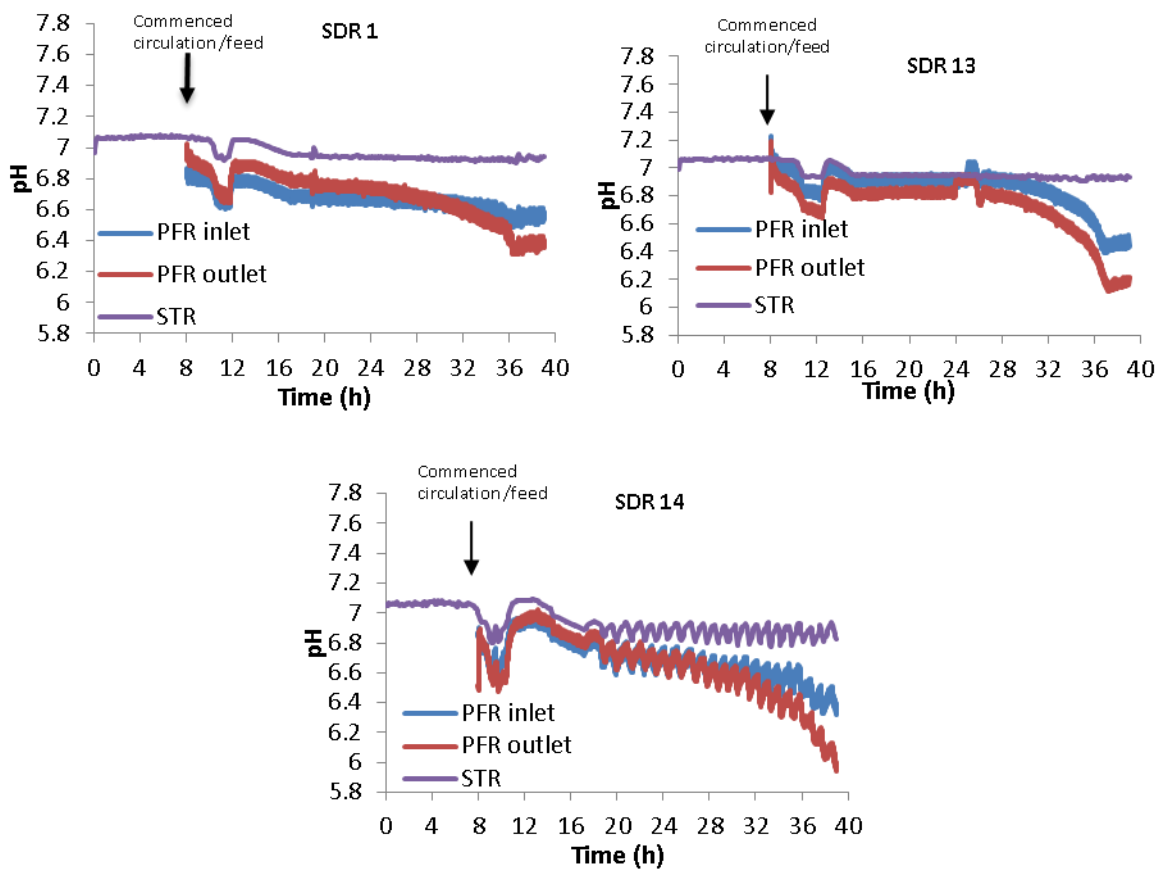 Commenced
circulation/feed
SDR 1
7.8
7.6
7.4
7.2
7
6.8
6.6
6.4
6.2
6
5.8
pH
PFR inlet
PFR outlet
STR
0 4 8 12 16 20 24 28 32 36 40
Time (h)
Commenced
circulation/feed
SDR 13
7.8
7.6
7.4
7.2
7
6.8
6.6
6.4
6.2
6
5.8
pH
PFR inlet
PFR outlet
STR
0 4 8 12 16 20 24 28 32 36 40
Time (h)
Commenced
circulation/feed
SDR 14
7.8
7.6
7.4
7.2
7
6.8
6.6
6.4
6.2
6
5.8
pH
PFR inlet
PFR outlet
STR
0 4 8 12 16 20 24 28 32 36 40
Time (h)